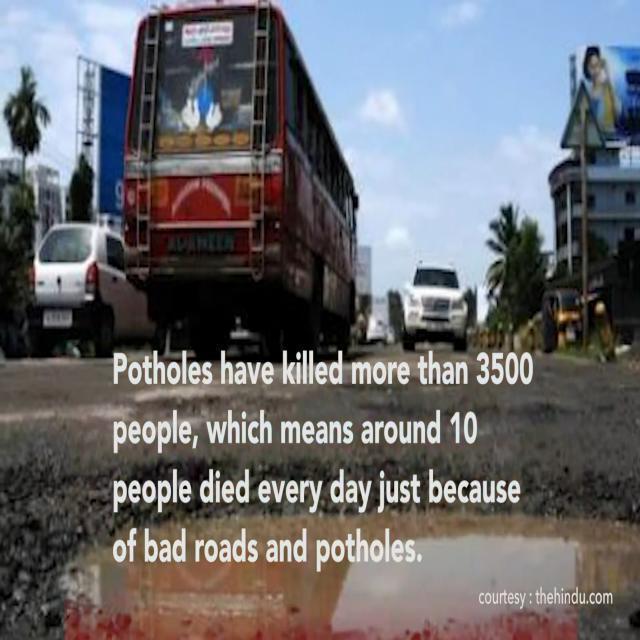 Potholes have killed more than 3500
people, which means around 10
people died every day just because
of bad roads and potholes.
courtesy : thehindu.com